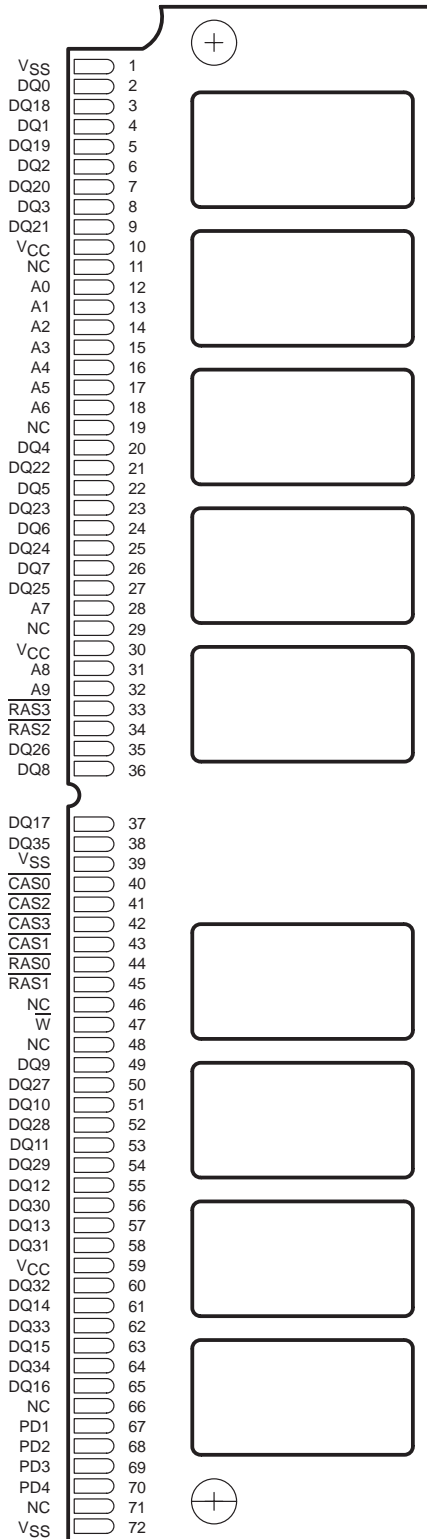 VSS 1
DQ0 2
DQ18 3
DQ1 4
DQ19 5
DQ2 6
DQ20 7
DQ3 8
DQ21 9
VCC 10
NC 11
A0 12
A1 13
A2 14
A3 15
A4 16
A5 17
A6 18
NC 19
DQ4 20
DQ22 21
DQ5 22
DQ23 23
DQ6 24
DQ24 25
DQ7 26
DQ25 27
A7 28
NC 29
VCC 30
A8 31
A9 32
RAS3 33
RAS2 34
DQ26 35
DQ8 36
DQ17 37
DQ35 38
VSS 39
CAS0 40
CAS2 41
CAS3 42
CAS1 43
RAS0 44
RAS1 45
NC 46
W 47
NC 48
DQ9 49
DQ27 50
DQ10 51
DQ28 52
DQ11 53
DQ29 54
DQ12 55
DQ30 56
DQ13 57
DQ31 58
VCC 59
DQ32 60
DQ14 61
DQ33 62
DQ15 63
DQ34 64
DQ16 65
NC 66
PD1 67
PD2 68
PD3 69
PD4 70
NC 71
VSS 72